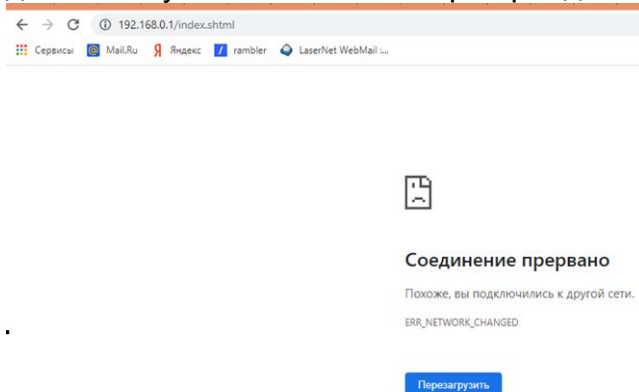 192.168.0.1/index.shtml
Сервисы Mail.Ru Яндекс rambler LaserNet WebMail :...
Соединение прервано
Похоже, вы подключились к другой сети.
ERR_NETWORK_CHANGED
.
Перезагрузить